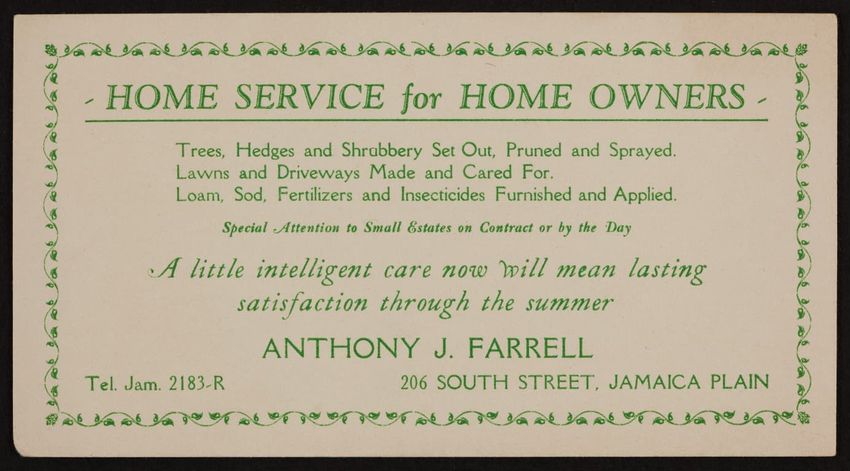 - HOME SERVICE for HOME OWNERS -
Trees, Hedges and Shrubbery Set Out, Pruned and Sprayed.
Lawns and Driveways Made and Cared For.
Loam, Sod, Fertilizers and Insecticides Furnished and Applied.
Special Attention to Small Estates on Contract or by the Day
A little intelligent care now will mean lasting
satisfaction through the summer
ANTHONY J. FARRELL
Tel. Jam. 2183-R 206 SOUTH STREET, JAMAICA PLAIN